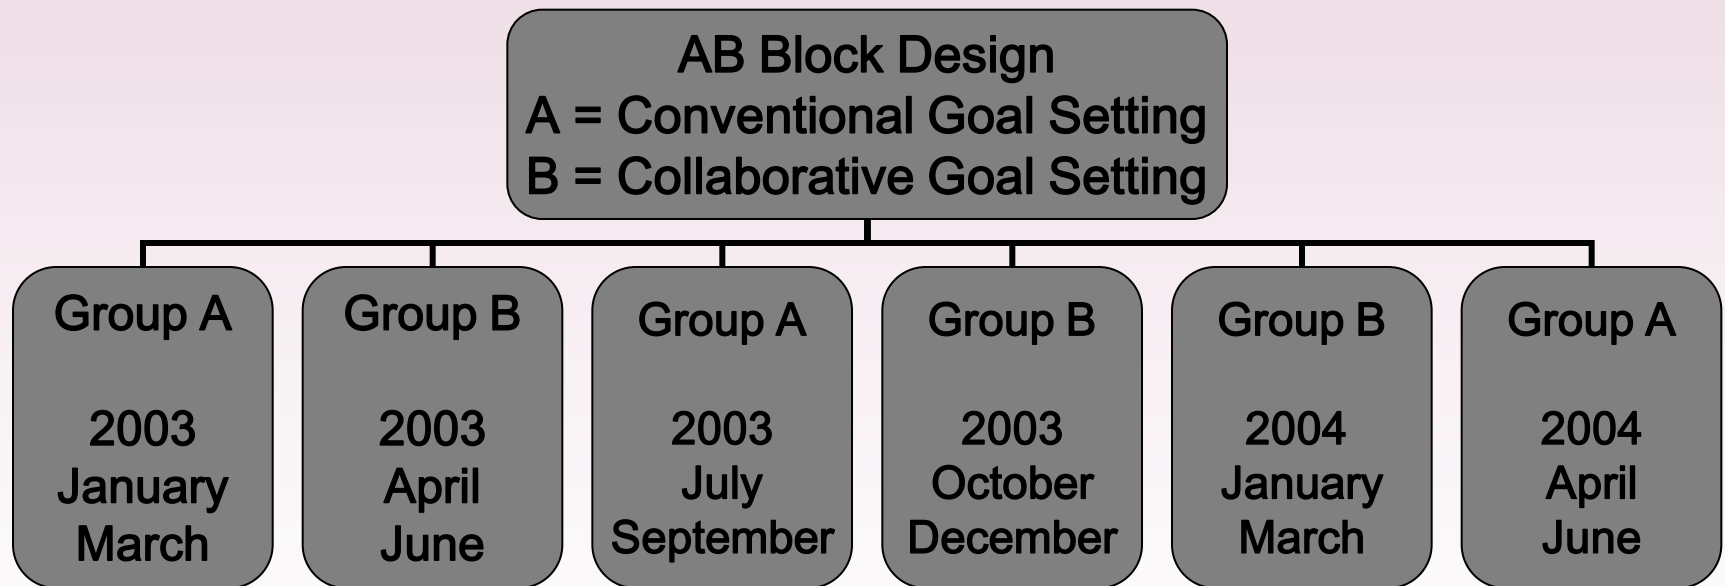 AB Block Design
A = Conventional Goal Setting
B = Collaborative Goal Setting
Group A
2003
January
March
Group B
2003
April
June
Group A
2003
July
September
Group B
2003
October
December
Group B
2004
January
March
Group A
2004
April
June